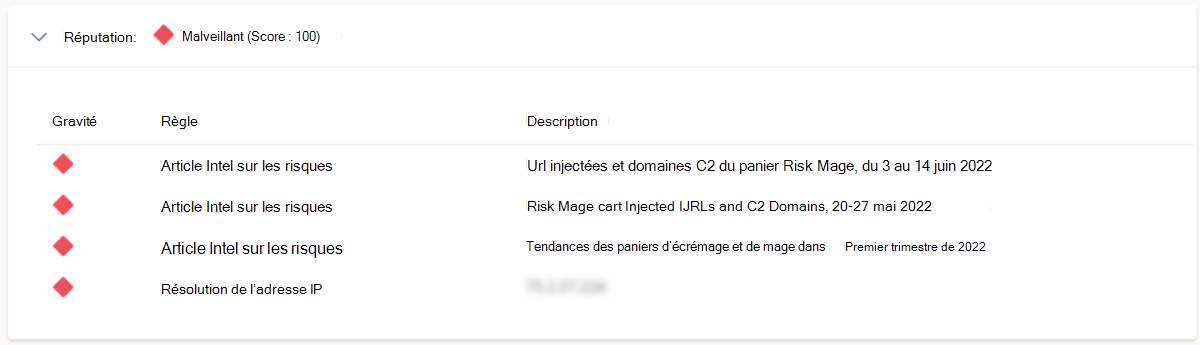 Réputation: Malveillant (Score : 100)
Gravité Règle Description
Article Intel sur les risques Url injectées et domaines C2 du panier Risk Mage, du 3 au 14 juin 2022
Article Intel sur les risques Risk Mage cart Injected IJRLs and C2 Domains, 20-27 mai 2022
Article Intel sur les risques Tendances des paniers d'écrémage et de mage dans Premier trimestre de 2022
Résolution de l'adresse IP